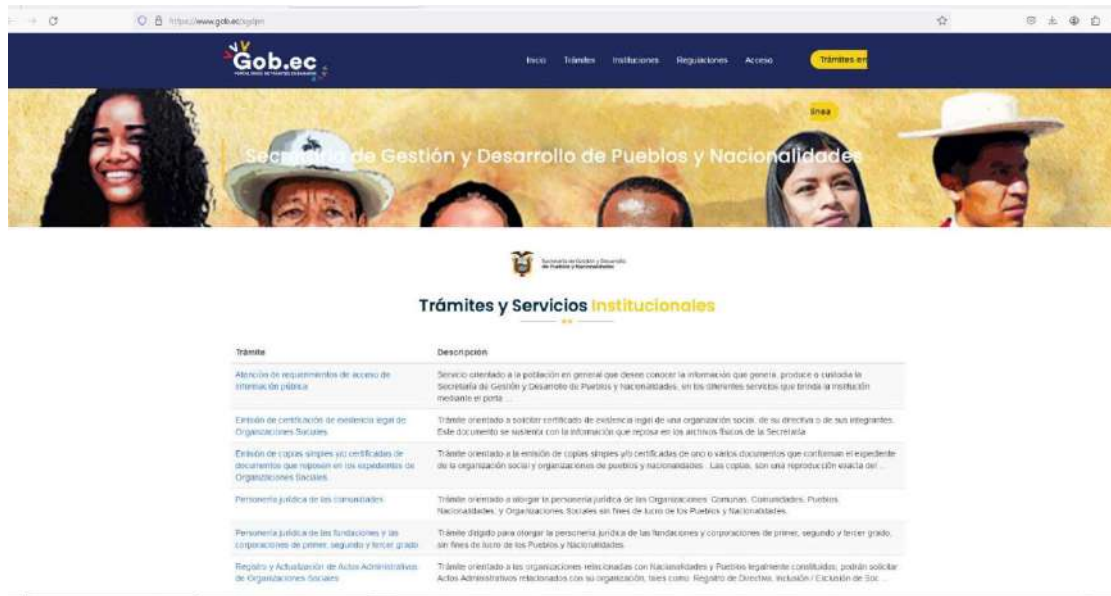 https://www.gob.ec/sgdpn
Gob.ec
Inicio Trámites Instituciones Regulaciones Acceso Trámites en
línea
Secretaría de Gestión y Desarrollo de Pueblos y Nacionalidades
Secretaría de Gestión y Desarrollo
de Pueblos y Nacionalidades
Trámites y Servicios Institucionales
Trámite Descripción
Atención de requerimientos de acceso de
información pública
Servicio orientado a la población en general que desee conocer la información que genera, produce o custodia la
Secretaría de Gestión y Desarrollo de Pueblos y Nacionalidades, en los diferentes servicios que brinda la institución
mediante el porta ...
Emisión de certificación de existencia legal de
Organizaciones Sociales
Trámite orientado a solicitar certificado de existencia legal de una organización social, de su directiva o de sus integrantes.
Este documento se sustenta con la información que reposa en los archivos físicos de la Secretaría
Emisión de copias simples y/o certificadas de
documentos que reposan en los expedientes de
Organizaciones Sociales
Trámite orientado a la emisión de copias simples y/o certificadas de uno o varios documentos que conforman el expediente
de la organización social y organizaciones de pueblos y nacionalidades. Las copias, son una reproducción exacta del ...
Personería jurídica de las comunidades
Trámite orientado a otorgar la personería jurídica de las Organizaciones, Comunas, Comunidades, Pueblos,
Nacionalidades, y Organizaciones Sociales sin fines de lucro de los Pueblos y Nacionalidades.
Personería jurídica de las fundaciones y las
corporaciones de primer, segundo y tercer grado
Trámite dirigido para otorgar la personería jurídica de las fundaciones y corporaciones de primer, segundo y tercer grado,
sin fines de lucro de los Pueblos y Nacionalidades.
Registro y Actualización de Actos Administrativos
de Organizaciones Sociales
Trámite orientado a las organizaciones relacionadas con Nacionalidades y Pueblos legalmente constituidos; podrán solicitar
Actos Administrativos relacionados con su organización, tales como: Registro de Directiva, Inclusión / Exclusión de Soc ...